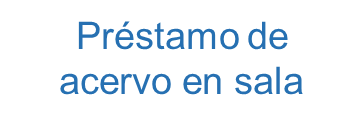 Préstamo de
acervo en sala